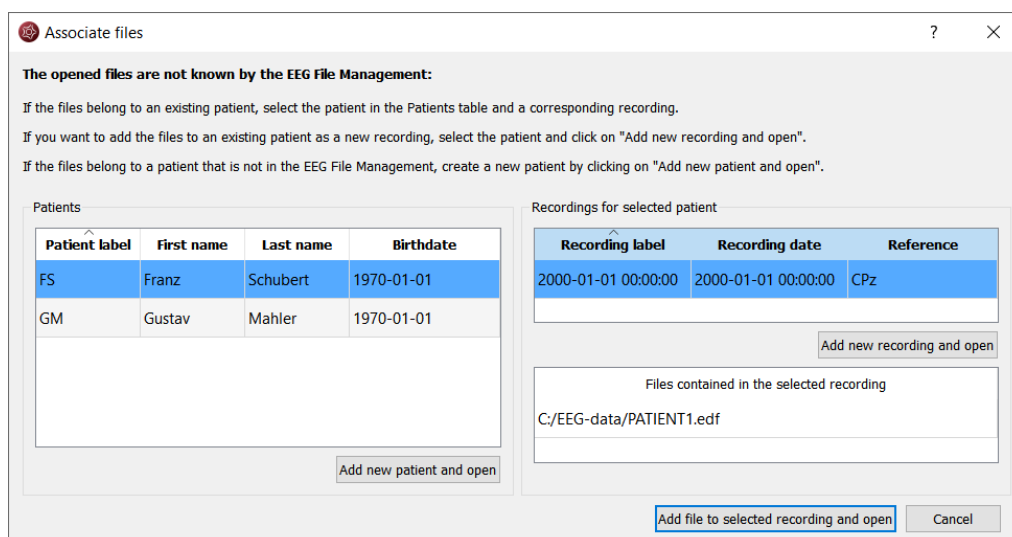 Associate files
?
The opened files are not known by the EEG File Management:
If the files belong to an existing patient, select the patient in the Patients table and a corresponding recording.
If you want to add the files to an existing patient as a new recording, select the patient and click on "Add new recording and open".
If the files belong to a patient that is not in the EEG File Management, create a new patient by clicking on "Add new patient and open".
Patients
Patient label First name Last name Birthdate
FS Franz Schubert 1970-01-01
GM Gustav Mahler 1970-01-01
Add new patient and open
Recordings for selected patient
Recording label Recording date Reference
2000-01-01 00:00:00 2000-01-01 00:00:00 CPz
Add new recording and open
Files contained in the selected recording
C:/EEG-data/PATIENT1.edf
Add file to selected recording and open
Cancel